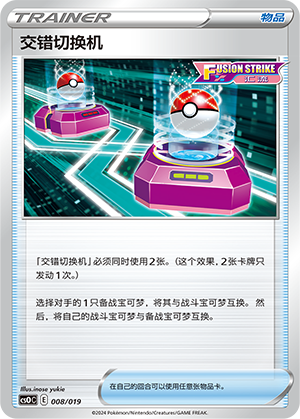 TRAINER
物品
交错切换机
FUSION STRIKE
汇流
「交错切换机」必须同时使用2张。（这个效果，2张卡牌只
发动1次。）
选择对手的1只备战宝可梦，将其与战斗宝可梦互换。然
后，将自己的战斗宝可梦与备战宝可梦互换。
Illus.inose yukie
CS0C E 008/019
在自己的回合可以使用任意张物品卡。
©2024 Pokémon/Nintendo/Creatures/GAME FREAK.